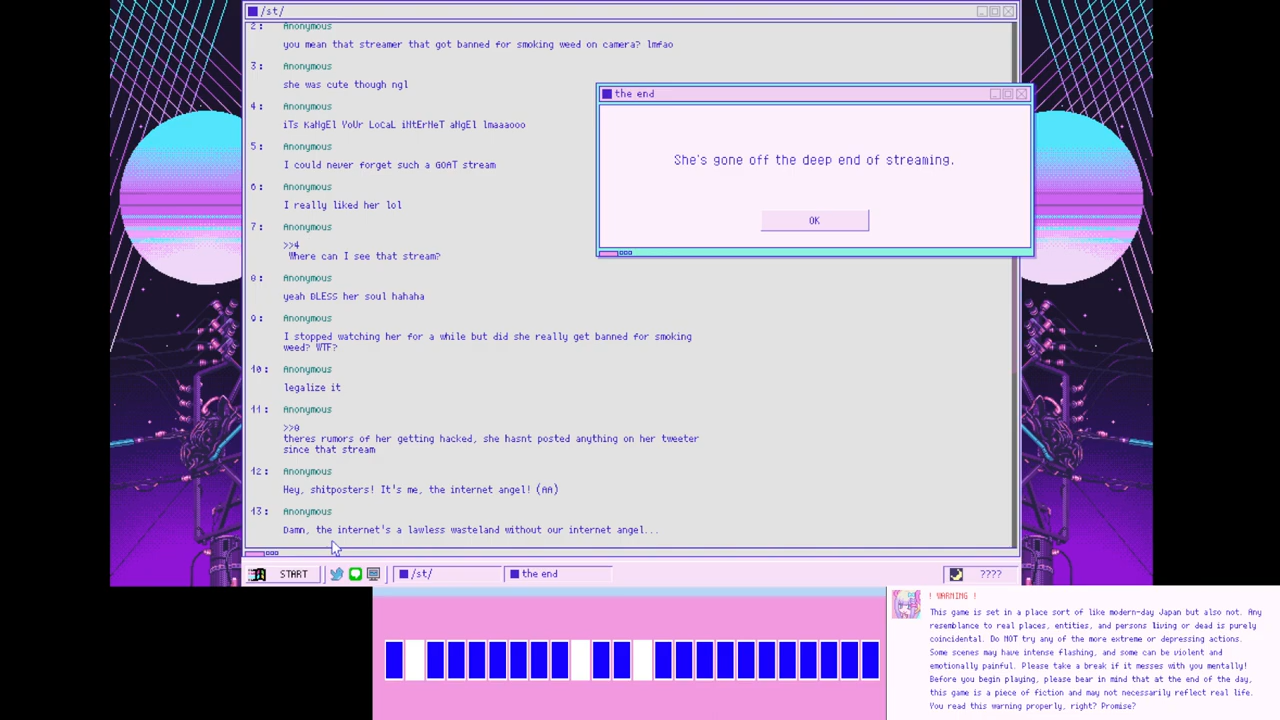 /st/
2: Anonymous
you mean that streamer that got banned for smoking weed on camera? lmfao
3: Anonymous
she was cute though ngl
4: Anonymous
iTs KaNgEl YoUr LoCaL iNtErNeT aNgEl lmaaooo
5: Anonymous
I could never forget such a GOAT stream
6: Anonymous
I really liked her lol
7: Anonymous
>>4
Where can I see that stream?
8: Anonymous
yeah BLESS her soul hahaha
9: Anonymous
I stopped watching her for a while but did she really get banned for smoking
weed? WTF?
10: Anonymous
legalize it
11: Anonymous
>>8
theres rumors of her getting hacked, she hasnt posted anything on her tweeter
since that stream
12: Anonymous
Hey, shitposters! It's me, the internet angel! (AA)
13: Anonymous
Damn, the internet's a lawless wasteland without our internet angel...
the end
She's gone off the deep end of streaming.
OK
START
/st/
the end
????
! WARNING !
This game is set in a place sort of like modern-day Japan but also not. Any
resemblance to real places, entities, and persons living or dead is purely
coincidental. Do NOT try any of the more extreme or depressing actions.
Some scenes may have intense flashing, and some can be violent and
emotionally painful. Please take a break if it messes with you mentally!
Before you begin playing, please bear in mind that at the end of the day,
this game is a piece of fiction and may not necessarily reflect real life.
You read this warning properly, right? Promise?